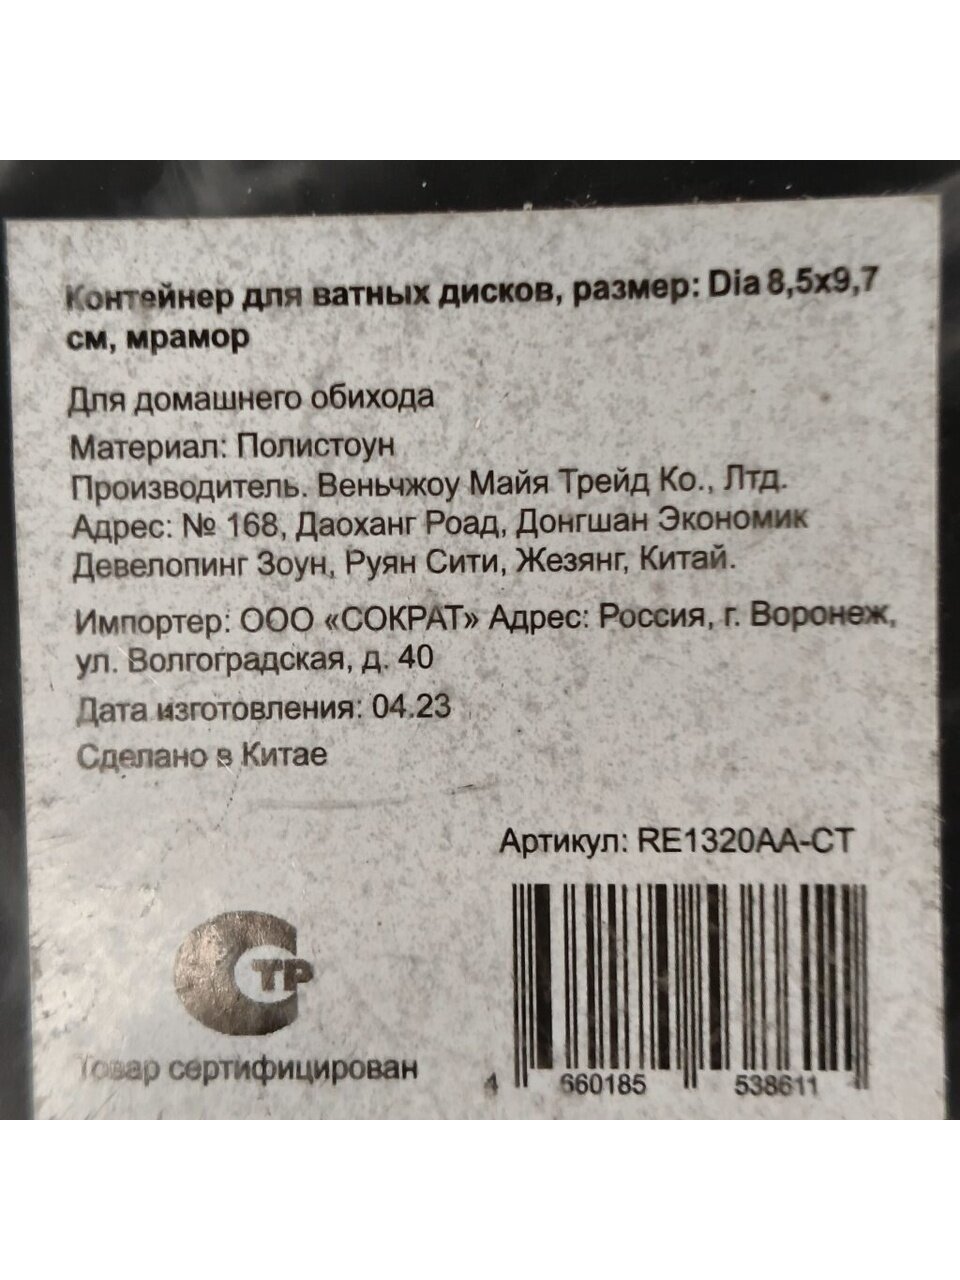 Контейнер для ватных дисков, размер: Dia 8,5x9,7
см, мрамор
Для домашнего обихода
Материал: Полистоун
Производитель. Веньчжоу Майя Трейд Ко., Лтд.
Адрес: № 168, Даоханг Роад, Донгшан Экономик
Девелопинг Зоун, Руян Сити, Жезянг, Китай.
Импортер: ООО «СОКРАТ» Адрес: Россия, г. Воронеж,
ул. Волгоградская, д. 40
Дата изготовления: 04.23
Сделано в Китае
Артикул: RE1320AA-CT
СТР
Товар сертифицирован
4 660185 538611